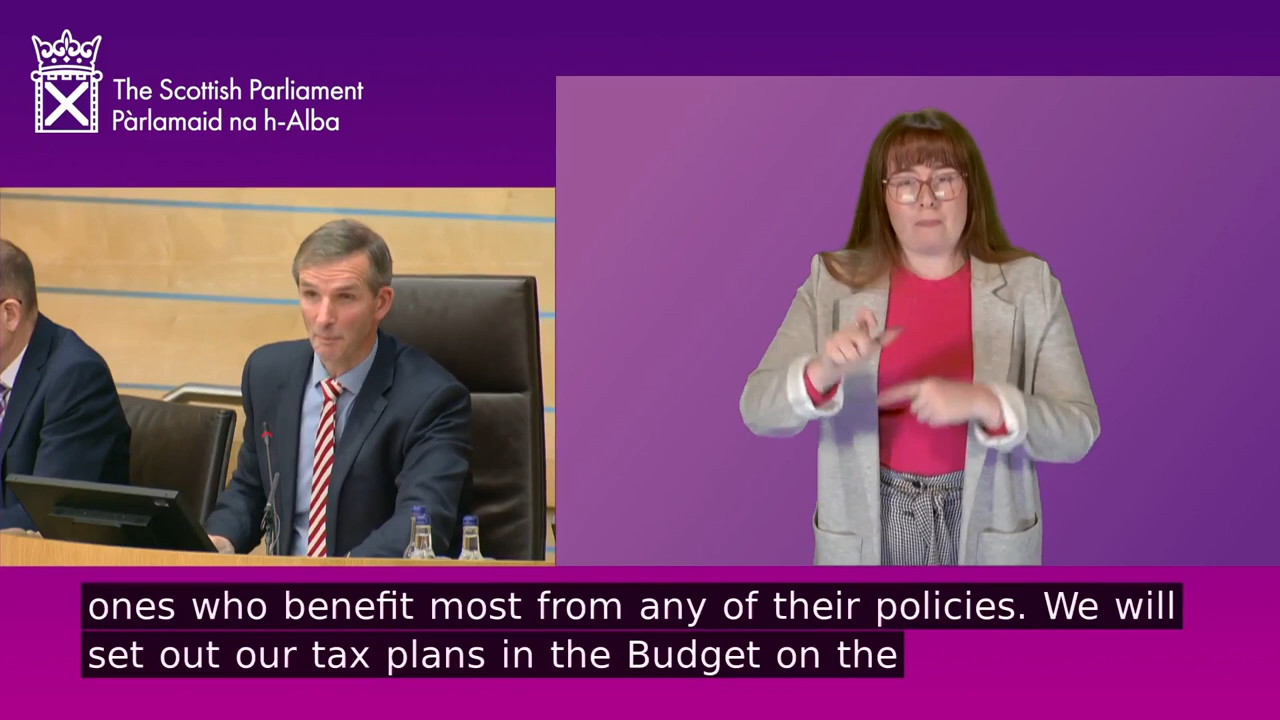 The Scottish Parliament
Pàrlamaid na h-Alba
ones who benefit most from any of their policies. We will
set out our tax plans in the Budget on the